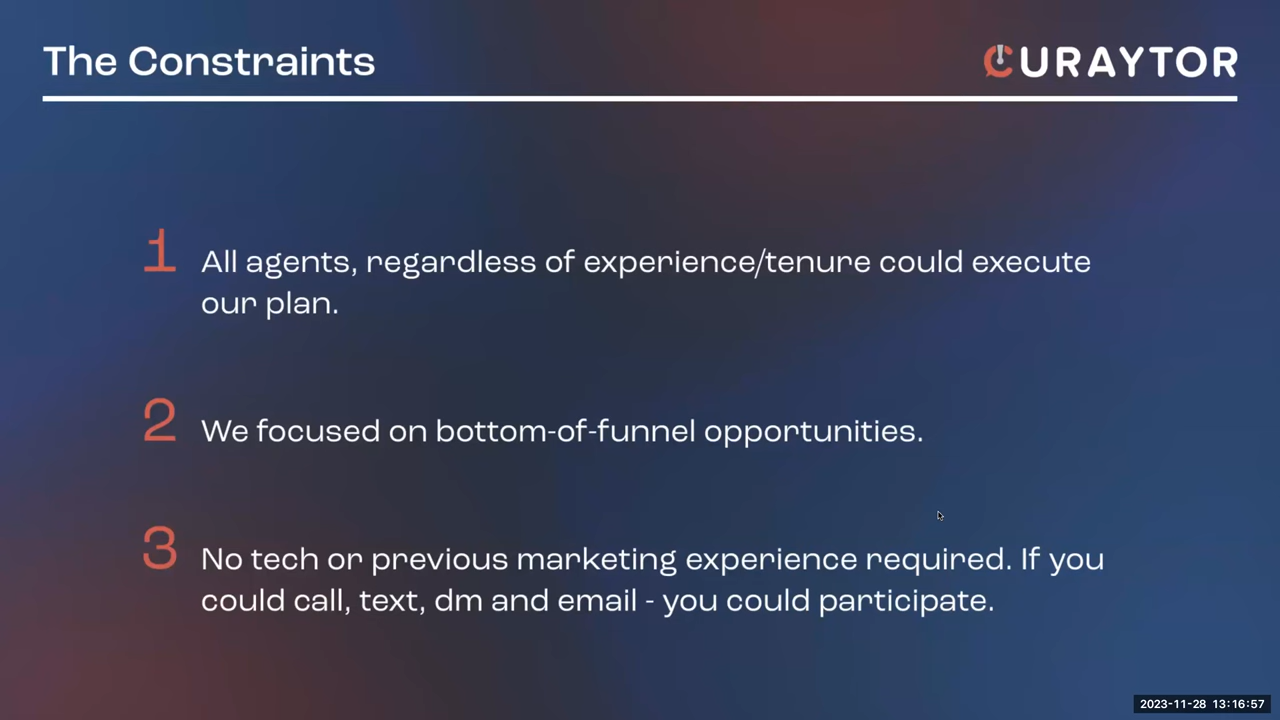 The Constraints
CURAYTOR
1 All agents, regardless of experience/tenure could execute
our plan.
2 We focused on bottom-of-funnel opportunities.
3 No tech or previous marketing experience required. If you
could call, text, dm and email - you could participate.
2023-11-28 13:16:57